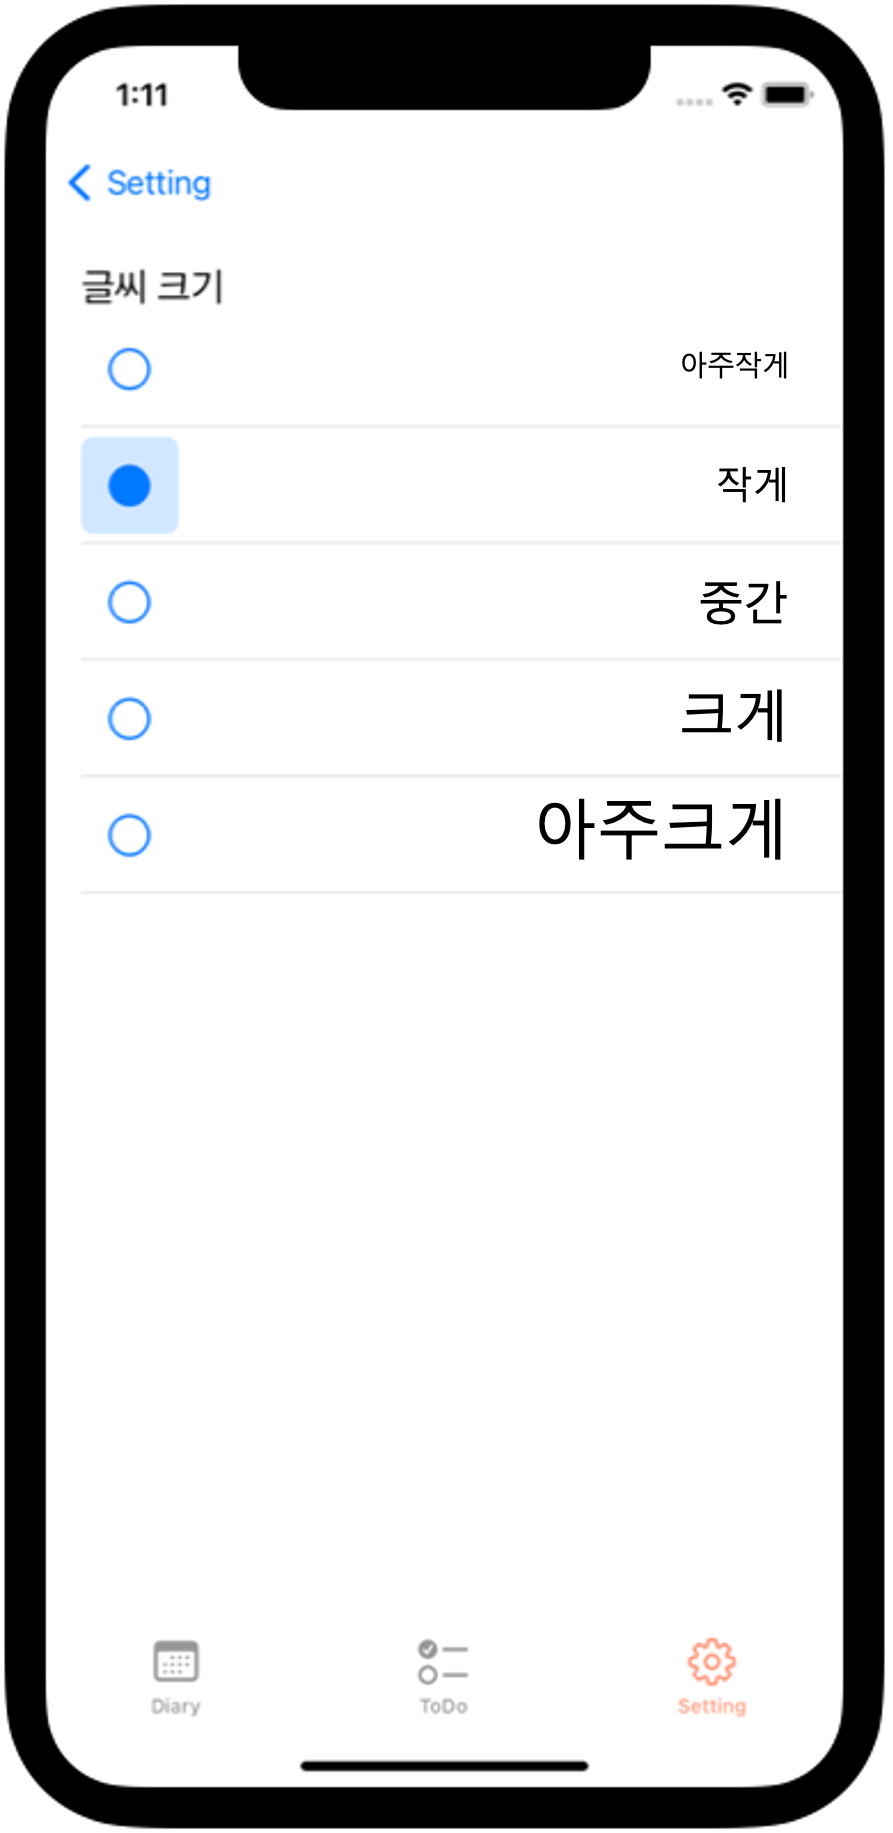 1:11
Setting
글씨 크기
아주작게
작게
중간
크게
아주크게
Diary ToDo Setting